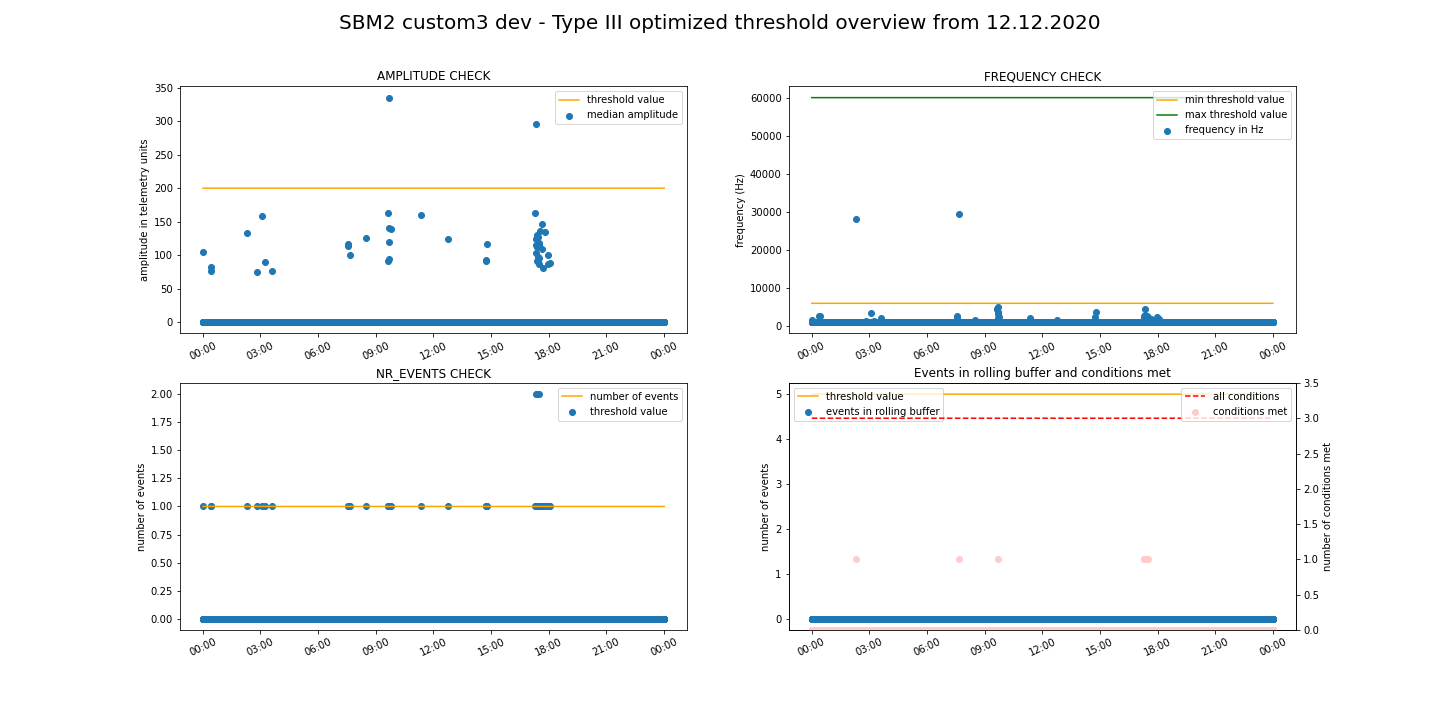 SBM2 custom3 dev - Type III optimized threshold overview from 12.12.2020
AMPLITUDE CHECK
350
300
250
200
150
100
50
0
amplitude in telemetry units
threshold value
median amplitude
00:00 03:00 06:00 09:00 12:00 15:00 18:00 21:00 00:00
FREQUENCY CHECK
60000
50000
40000
30000
20000
10000
0
frequency (Hz)
min threshold value
max threshold value
frequency in Hz
00:00 03:00 06:00 09:00 12:00 15:00 18:00 21:00 00:00
NR_EVENTS CHECK
2.00
1.75
1.50
1.25
1.00
0.75
0.50
0.25
0.00
number of events
number of events
threshold value
00:00 03:00 06:00 09:00 12:00 15:00 18:00 21:00 00:00
Events in rolling buffer and conditions met
5
4
3
2
1
0
number of events
threshold value
events in rolling buffer
all conditions
conditions met
3.5
3.0
2.5
2.0
1.5
1.0
0.5
0.0
number of conditions met
00:00 03:00 06:00 09:00 12:00 15:00 18:00 21:00 00:00